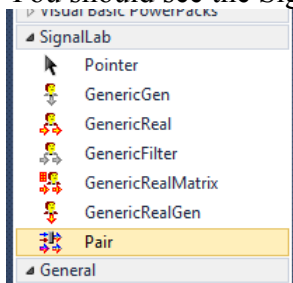 You should see the Sig
Visual Basic PowerPacks
SignalLab
Pointer
GenericGen
GenericReal
GenericFilter
GenericRealMatrix
GenericRealGen
Pair
General